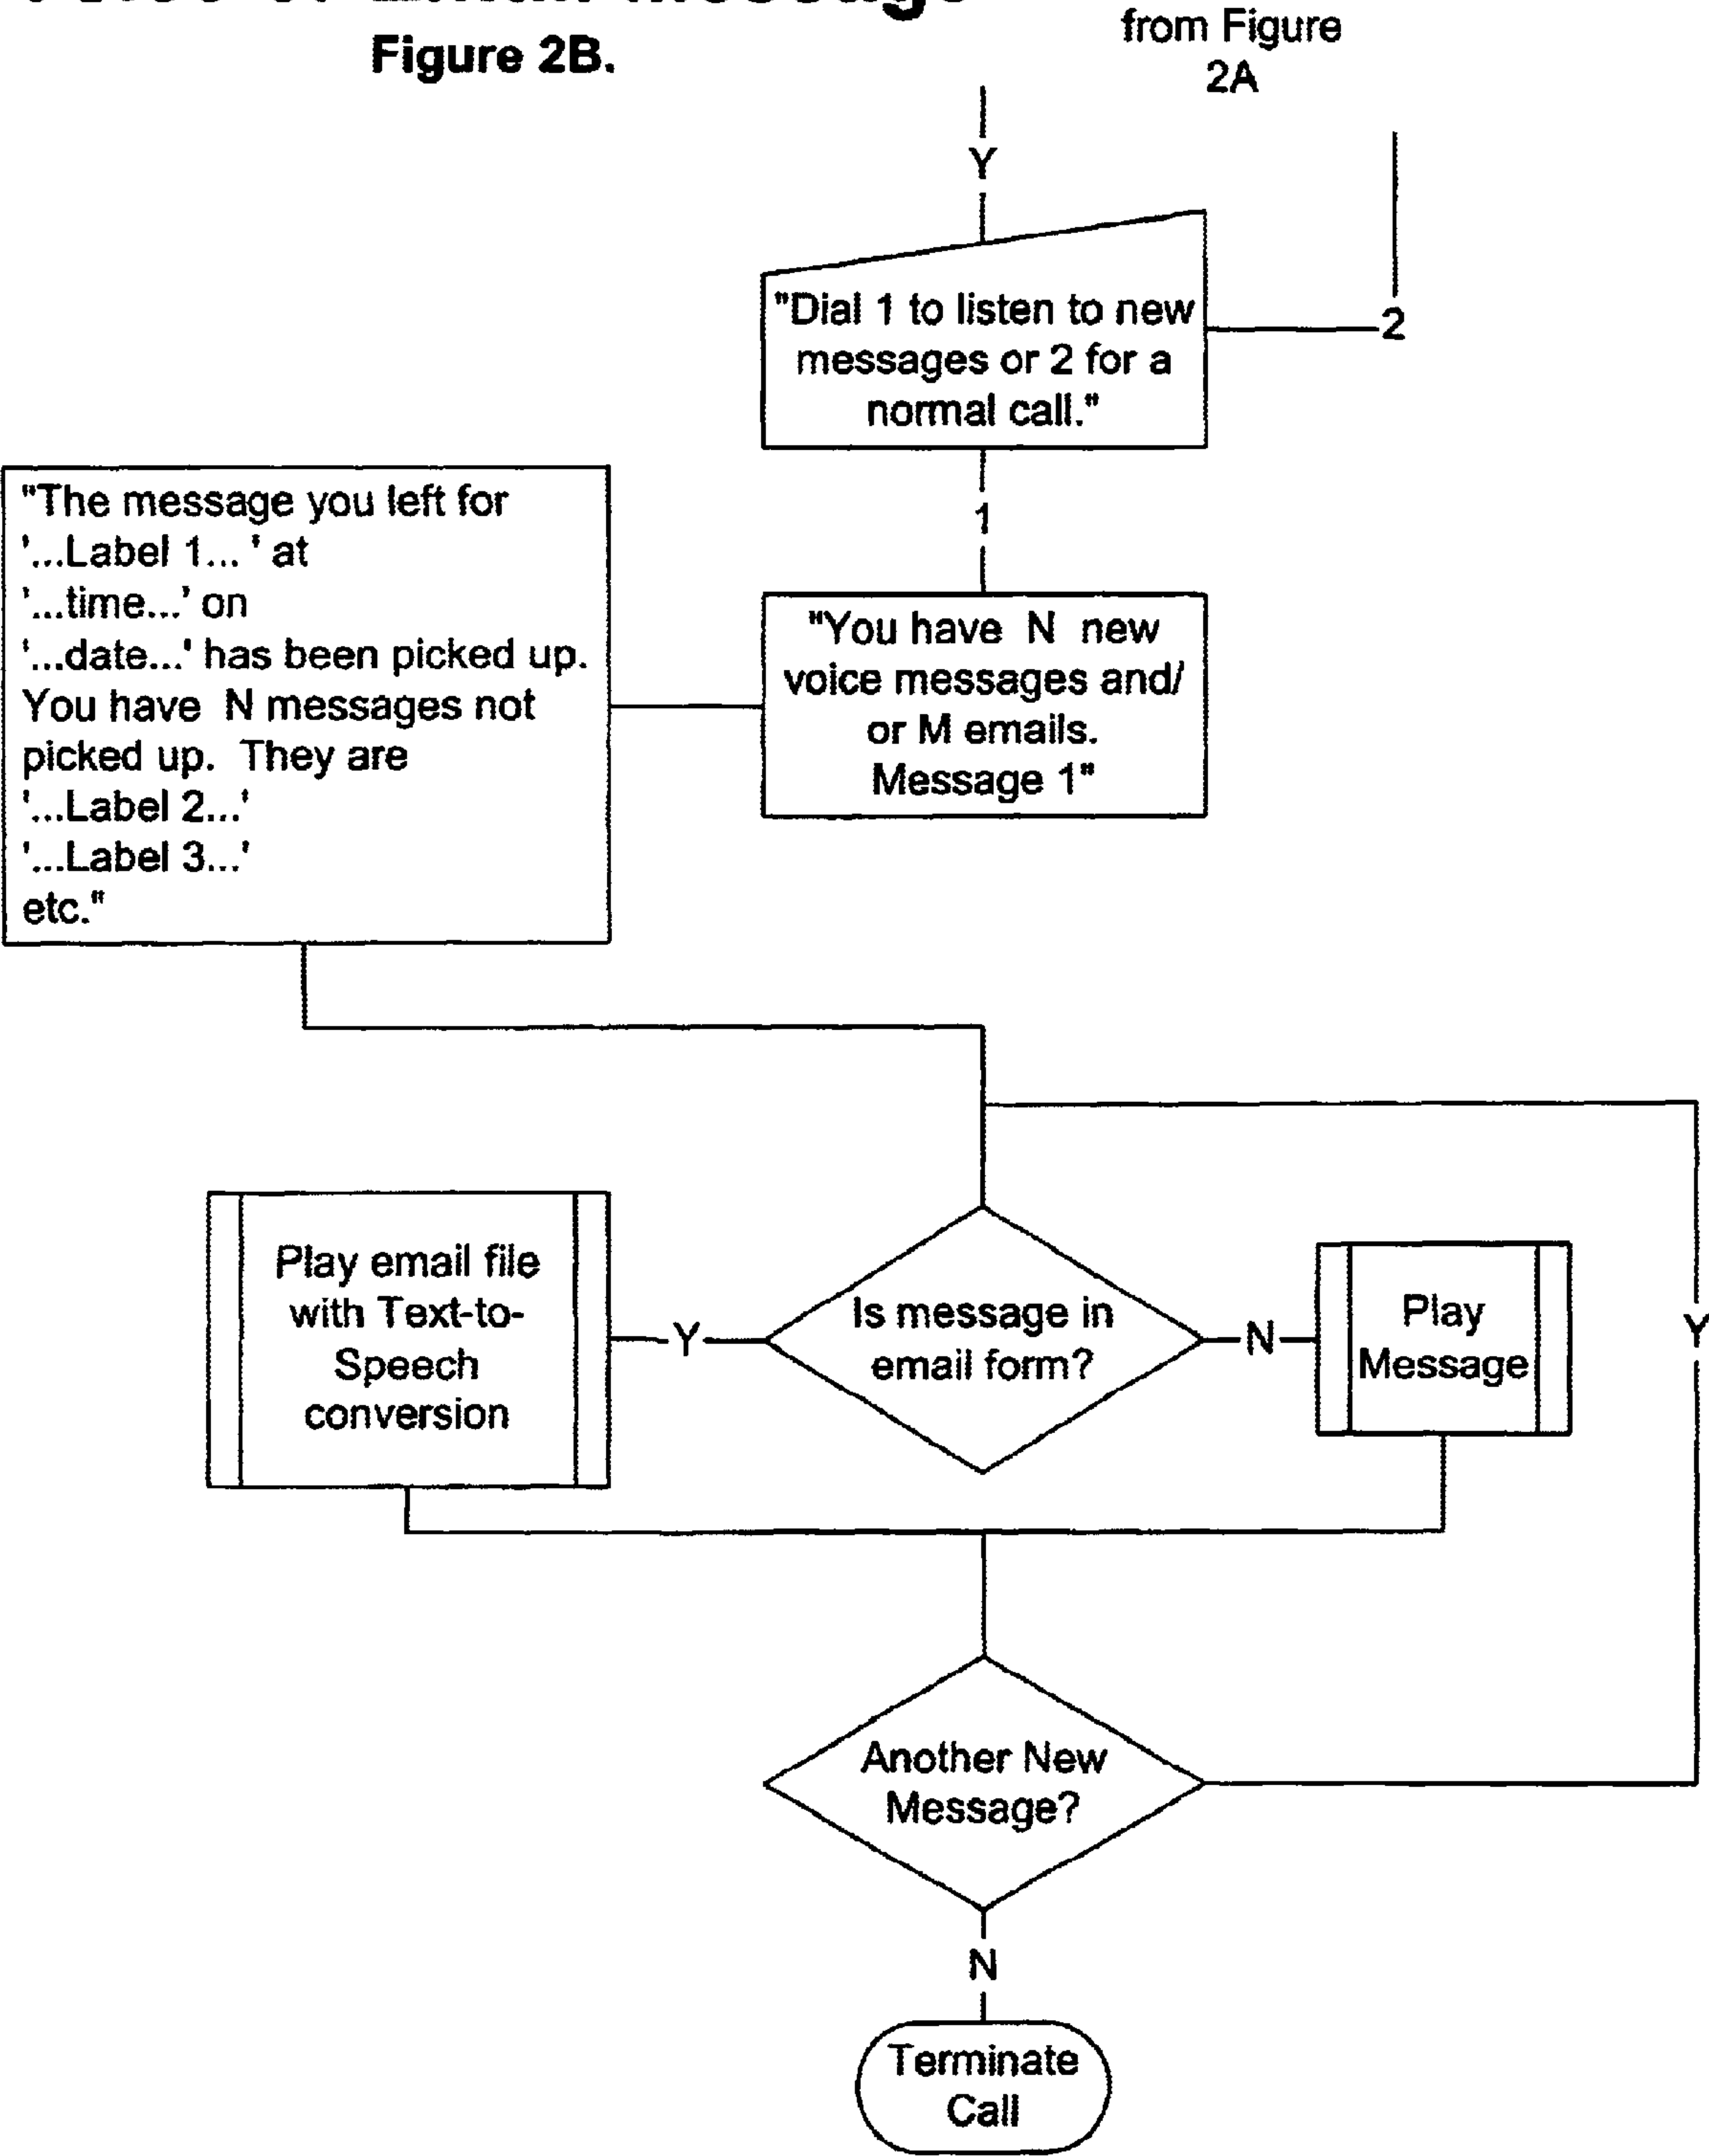 Message
Figure 2B.
from Figure
2A
Y
"Dial 1 to listen to new
messages or 2 for a
normal call."
2
1
"The message you left for
'...Label 1... ' at
'...time...' on
'...date...' has been picked up.
You have  N messages not
picked up.  They are
'...Label 2...'
'...Label 3...'
etc."
"You have  N  new
voice messages and/
or M emails.
Message 1"
Play email file
with Text-to-
Speech
conversion
Y
Is message in
email form?
N
Play
Message
Y
Another New
Message?
N
Terminate
Call